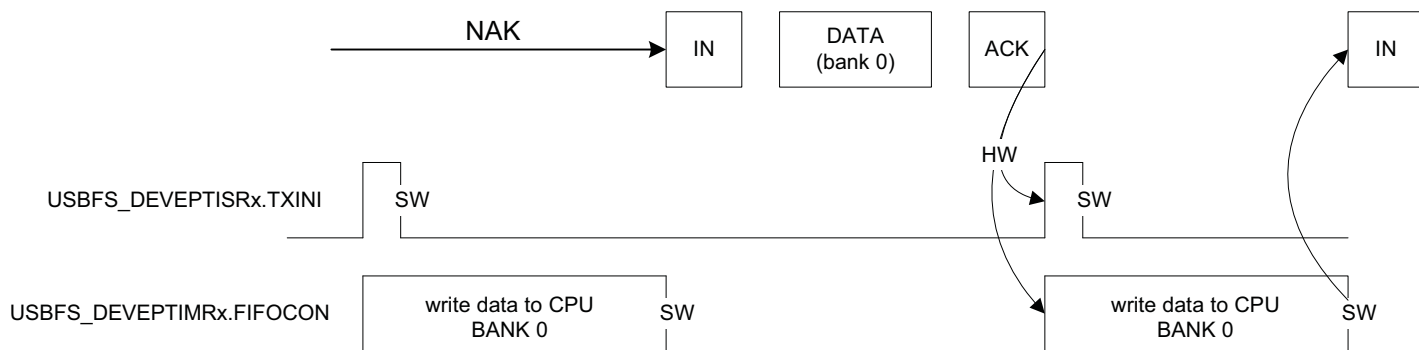 NAK
IN
DATA
(bank 0)
ACK
IN
HW
USBFS_DEVEPTISRx.TXINI
SW
SW
USBFS_DEVEPTIMRx.FIFOCON
write data to CPU
BANK 0
SW
write data to CPU
BANK 0
SW